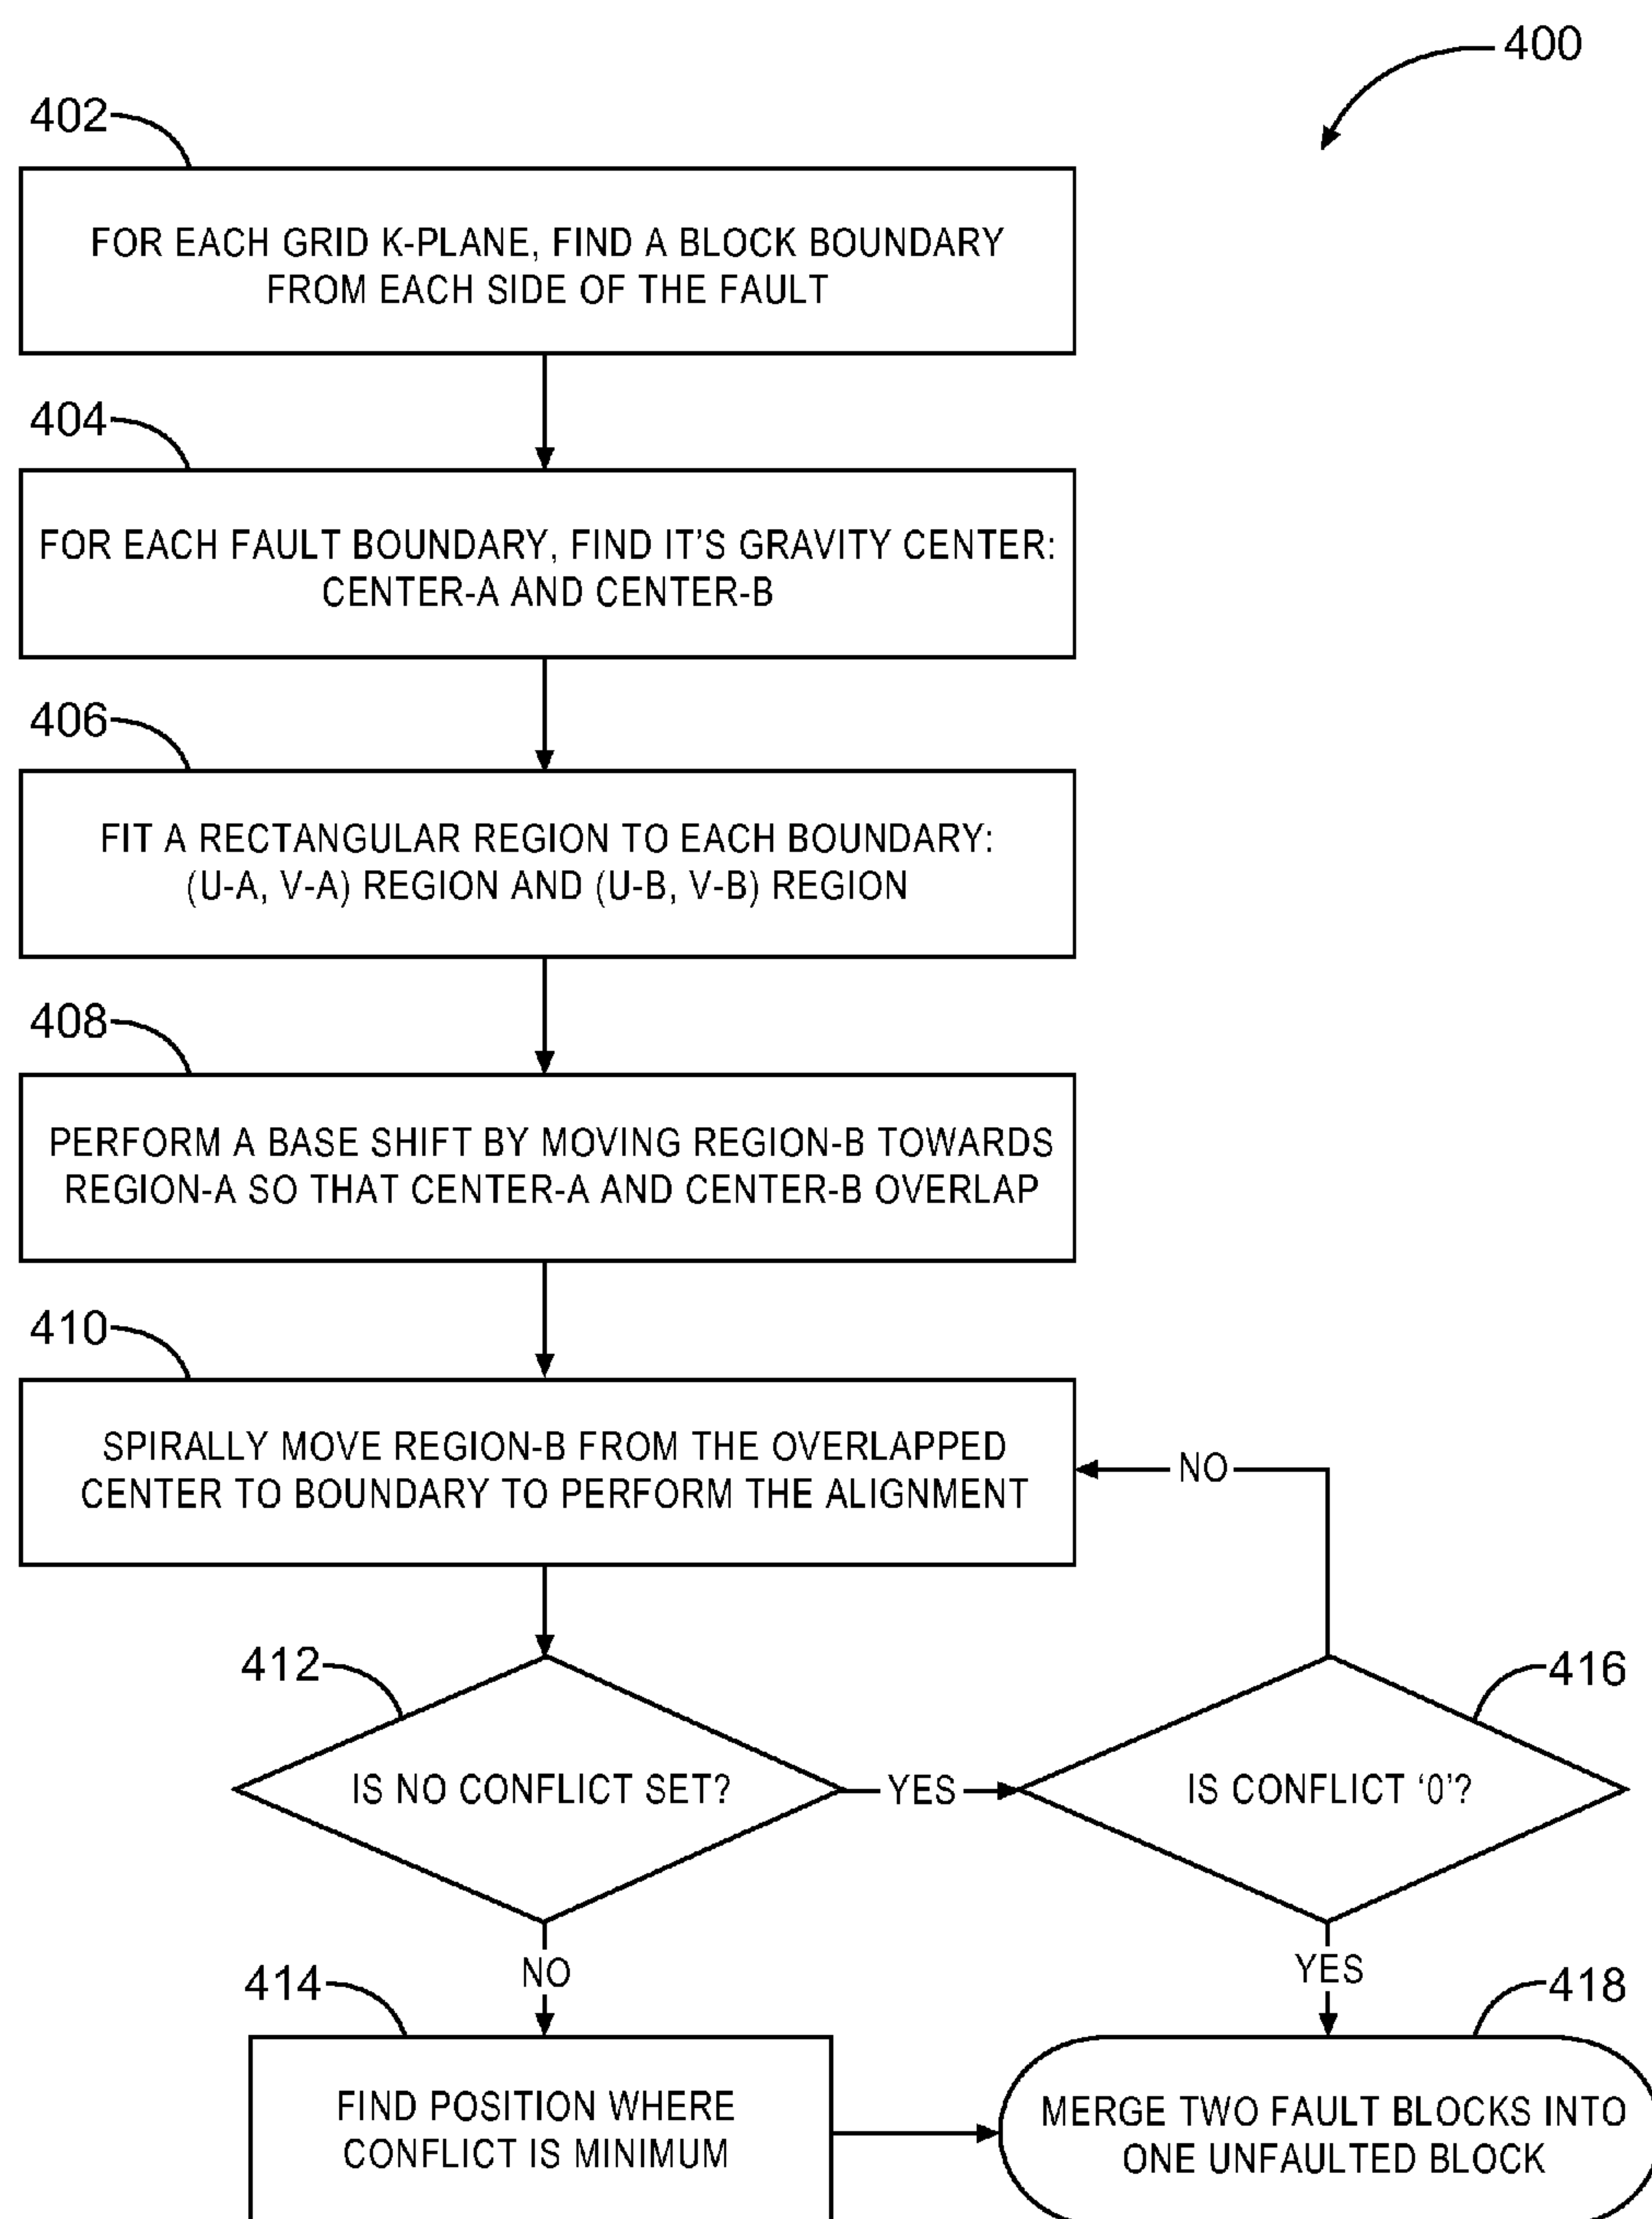 400
402
FOR EACH GRID K-PLANE, FIND A BLOCK BOUNDARY
FROM EACH SIDE OF THE FAULT
404
FOR EACH FAULT BOUNDARY, FIND IT'S GRAVITY CENTER:
CENTER-A AND CENTER-B
406
FIT A RECTANGULAR REGION TO EACH BOUNDARY:
(U-A, V-A) REGION AND (U-B, V-B) REGION
408
PERFORM A BASE SHIFT BY MOVING REGION-B TOWARDS
REGION-A SO THAT CENTER-A AND CENTER-B OVERLAP
410
SPIRALLY MOVE REGION-B FROM THE OVERLAPPED
CENTER TO BOUNDARY TO PERFORM THE ALIGNMENT
NO
412
IS NO CONFLICT SET?
YES
416
IS CONFLICT ‘0’?
NO
YES
414
FIND POSITION WHERE
CONFLICT IS MINIMUM
418
MERGE TWO FAULT BLOCKS INTO
ONE UNFAULTED BLOCK